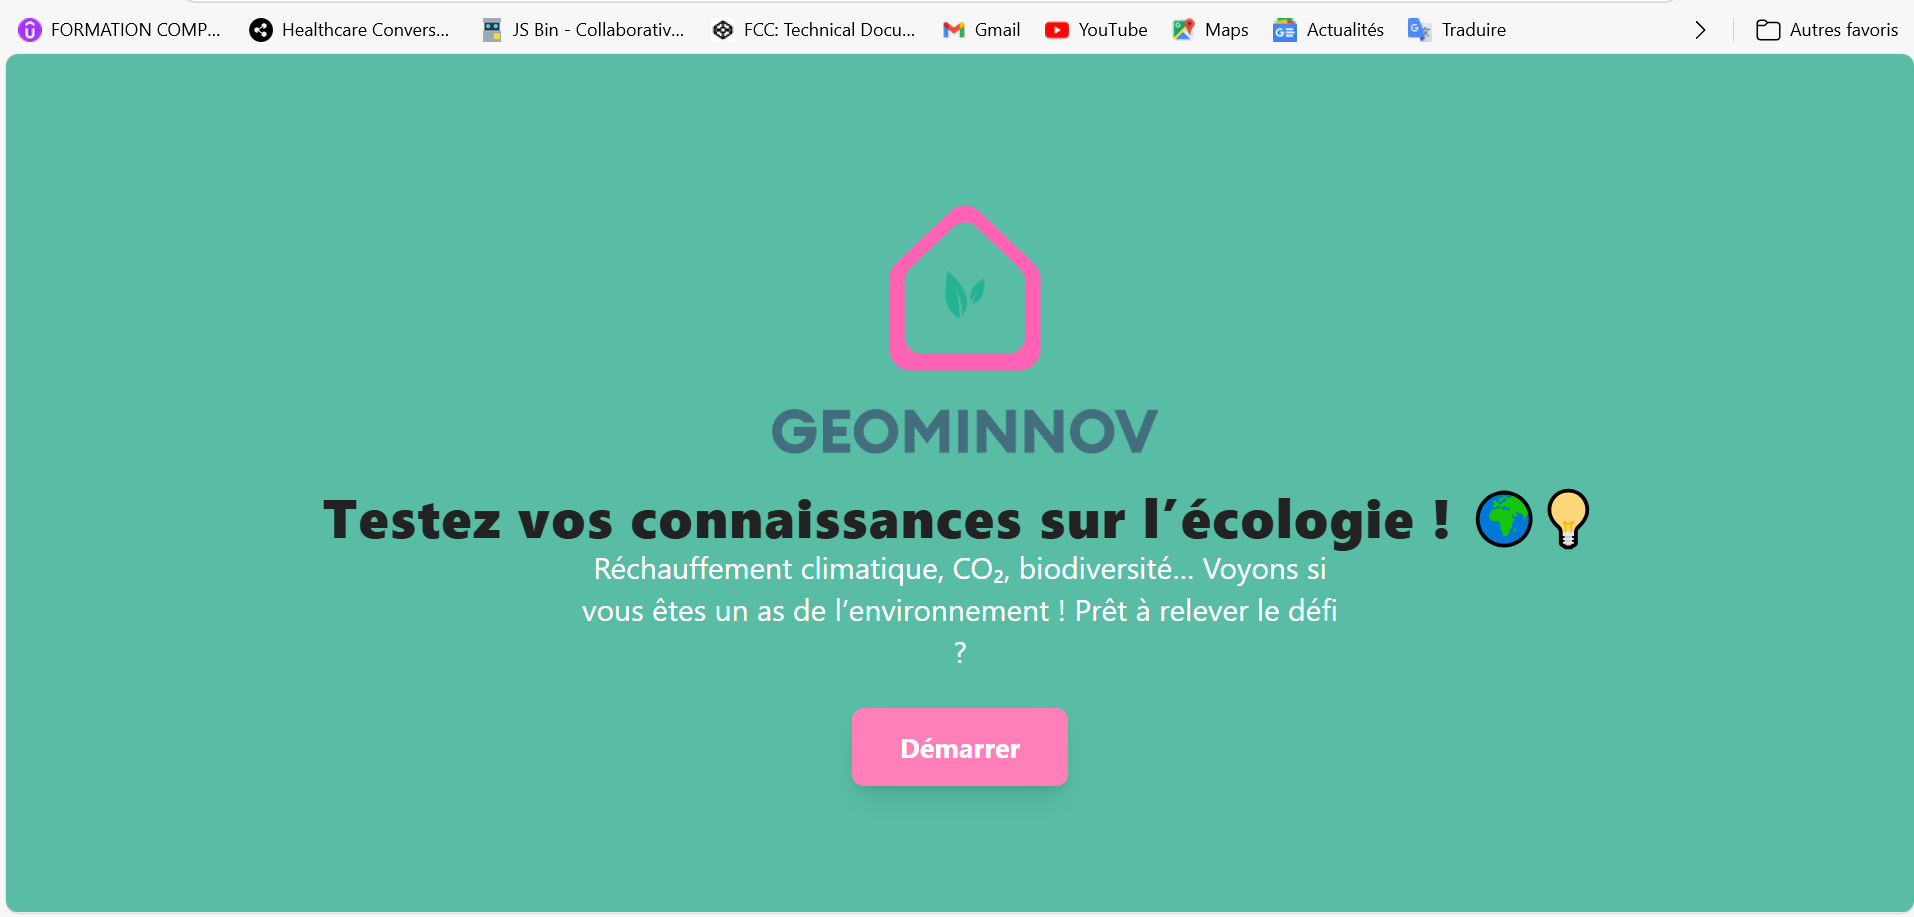 FORMATION COMP...
Healthcare Convers...
JS Bin - Collaborativ...
FCC: Technical Docu...
Gmail
YouTube
Maps
Actualités
Traduire
Autres favoris
GEOMINNOV
Testez vos connaissances sur l’écologie ! 🌍💡
Réchauffement climatique, CO₂, biodiversité... Voyons si
vous êtes un as de l’environnement ! Prêt à relever le défi
?
Démarrer